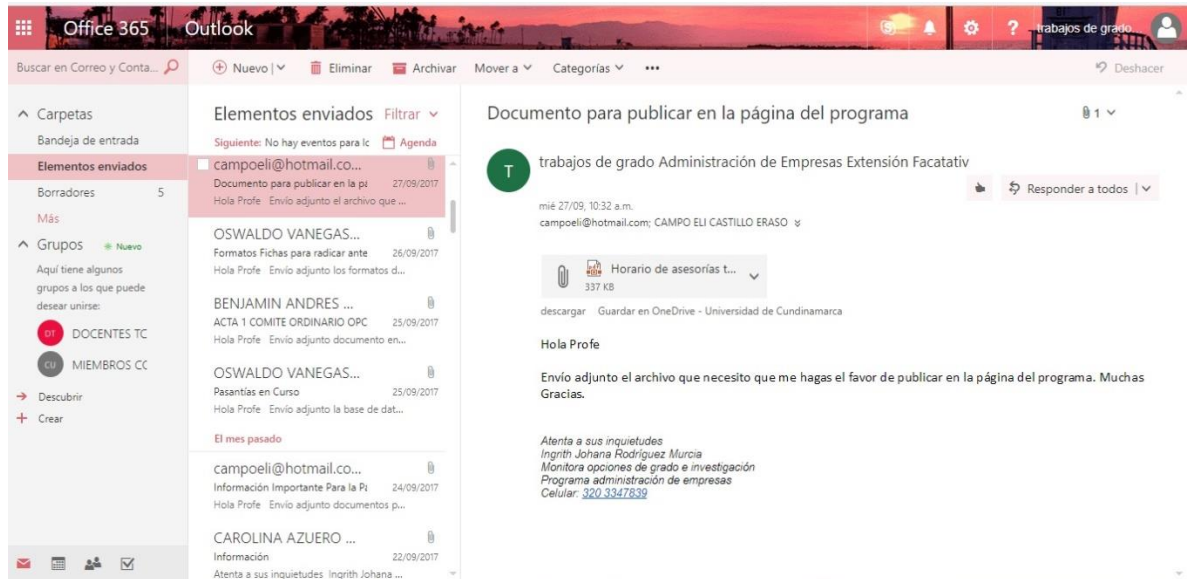 Office 365
Outlook
trabajos de grado
Buscar en Correo y Conta...
Nuevo
Eliminar
Archivar
Mover a
Categorías
...
Deshacer
Carpetas
Bandeja de entrada
Elementos enviados
Borradores 5
Más
Grupos Nuevo
Aquí tiene algunos
grupos a los que puede
desear unirse:
DT DOCENTES TC
CU MIEMBROS CC
Descubrir
Crear
Elementos enviados Filtrar
Siguiente: No hay eventos para lc Agenda
campoeli@hotmail.co...
Documento para publicar en la pá 27/09/2017
Hola Profe Envío adjunto el archivo que ...
OSWALDO VANEGAS...
Formatos Fichas para radicar ante 26/09/2017
Hola Profe Envío adjunto los formatos d...
BENJAMIN ANDRES ...
ACTA 1 COMITE ORDINARIO OPC 25/09/2017
Hola Profe Envío adjunto documento en...
OSWALDO VANEGAS...
Pasantías en Curso 25/09/2017
Hola Profe Envío adjunto la base de dat...
El mes pasado
campoeli@hotmail.co...
Información Importante Para la Pá 24/09/2017
Hola Profe Envío adjunto documentos p...
CAROLINA AZUERO ...
Información 22/09/2017
Atenta a sus inquietudes Ingrith Johana ...
Documento para publicar en la página del programa
1
T
trabajos de grado Administración de Empresas Extensión Facatativ
Responder a todos
mié 27/09, 10:32 a.m.
campoeli@hotmail.com; CAMPO ELI CASTILLO ERASO
Horario de asesorías t...
337 KB
descargar Guardar en OneDrive - Universidad de Cundinamarca
Hola Profe
Envío adjunto el archivo que necesito que me hagas el favor de publicar en la página del programa. Muchas
Gracias.
Atenta a sus inquietudes
Ingrith Johana Rodríguez Murcia
Monitora opciones de grado e investigación
Programa administración de empresas
Celular: 320 3347839